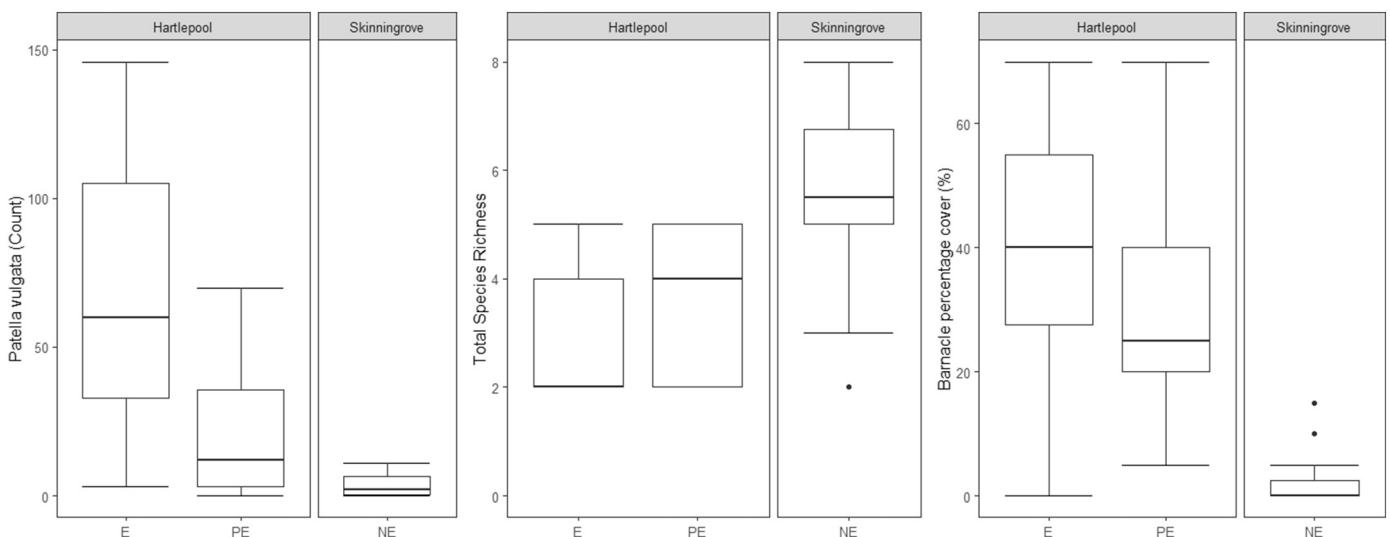 Hartlepool
Skinningrove
Patella vulgata (Count)
150
100
50
0
E
PE
NE
Hartlepool
Skinningrove
Total Species Richness
8
6
4
2
0
E
PE
NE
Hartlepool
Skinningrove
Barnacle percentage cover (%)
60
40
20
0
E
PE
NE